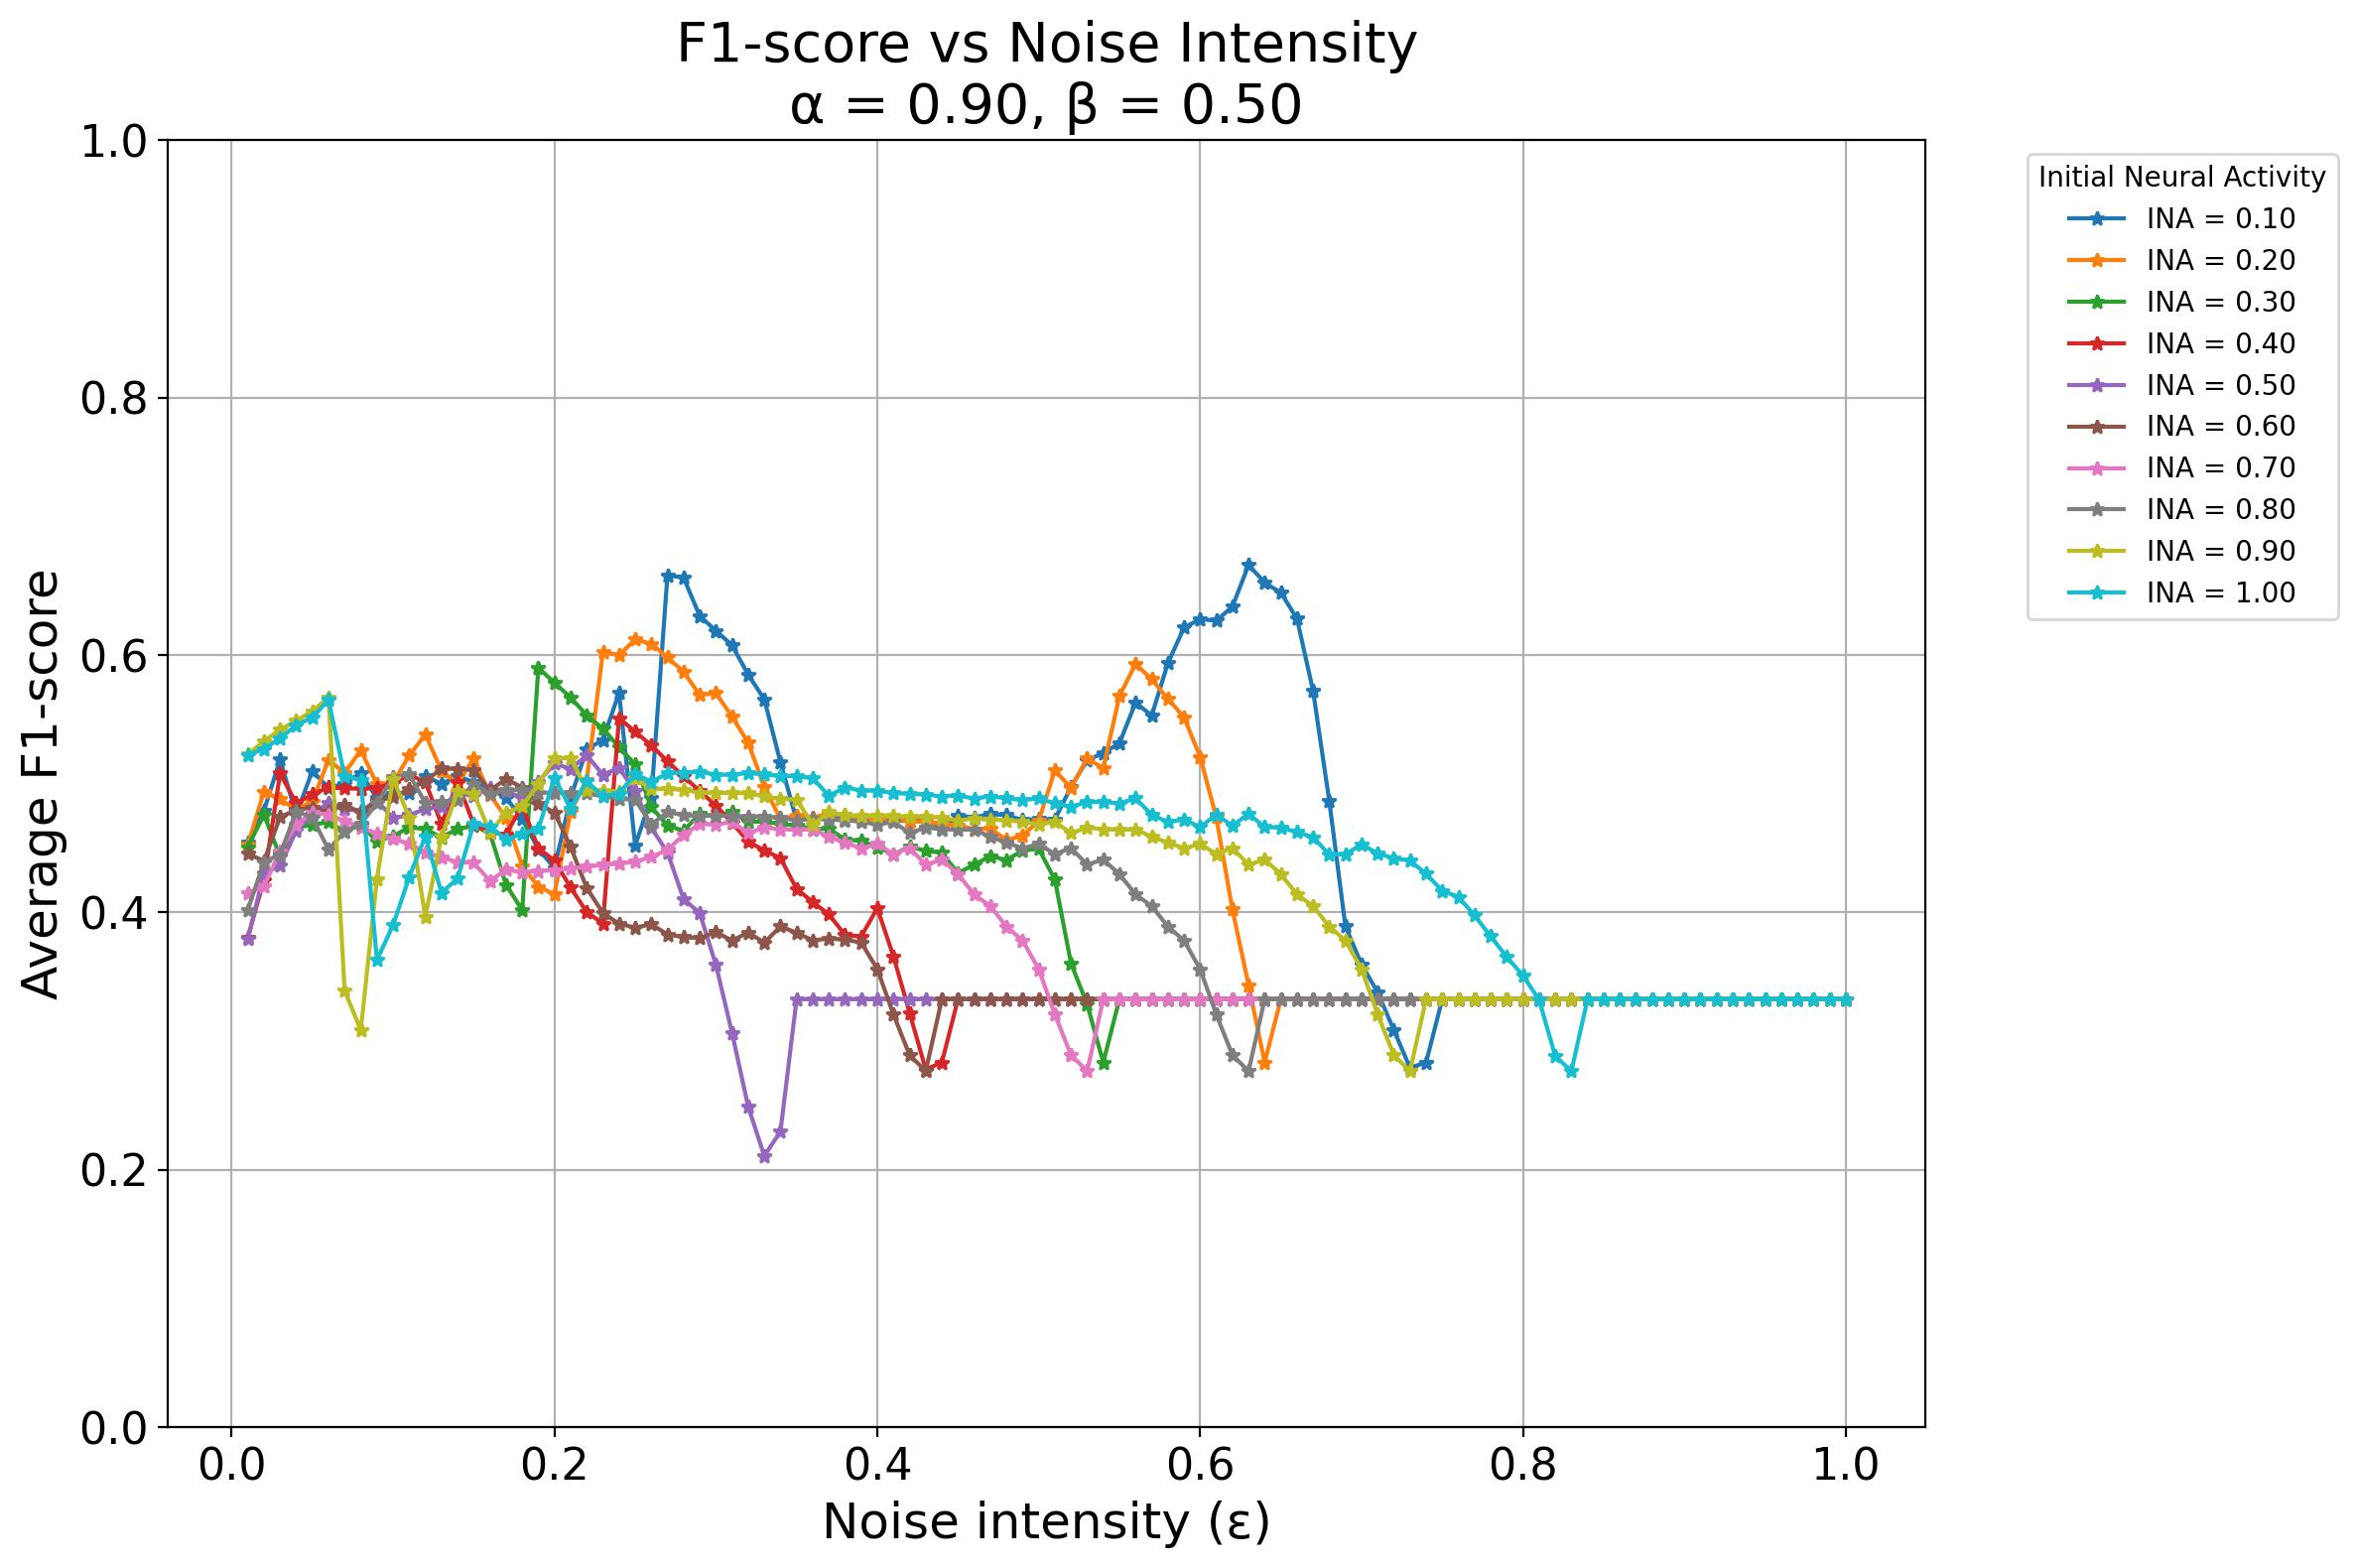 F1-score vs Noise Intensity
α = 0.90, β = 0.50
1.0
0.8
0.6
0.4
0.2
0.0
Average F1-score
0.0 0.2 0.4 0.6 0.8 1.0
Noise intensity (ε)
Initial Neural Activity
INA = 0.10
INA = 0.20
INA = 0.30
INA = 0.40
INA = 0.50
INA = 0.60
INA = 0.70
INA = 0.80
INA = 0.90
INA = 1.00